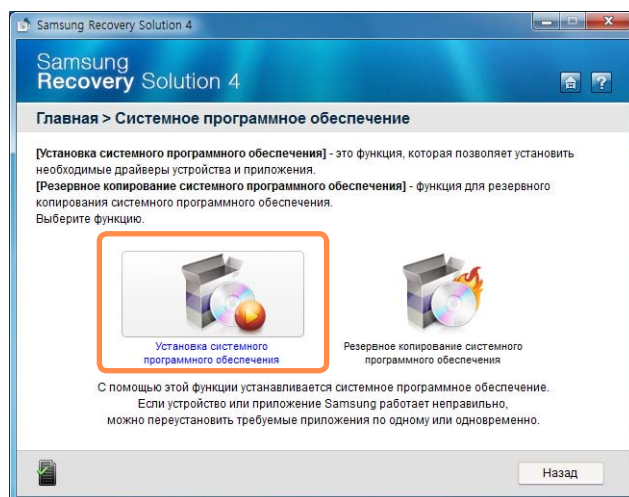 Samsung Recovery Solution 4
Samsung
Recovery Solution 4
Главная > Системное программное обеспечение
[Установка системного программного обеспечения] - это функция, которая позволяет установить
необходимые драйверы устройства и приложения.
[Резервное копирование системного программного обеспечения] - функция для резервного
копирования системного программного обеспечения.
Выберите функцию.
Установка системного
программного обеспечения
Резервное копирование системного
программного обеспечения
С помощью этой функции устанавливается системное программное обеспечение.
Если устройство или приложение Samsung работает неправильно,
можно переустановить требуемые приложения по одному или одновременно.
Назад